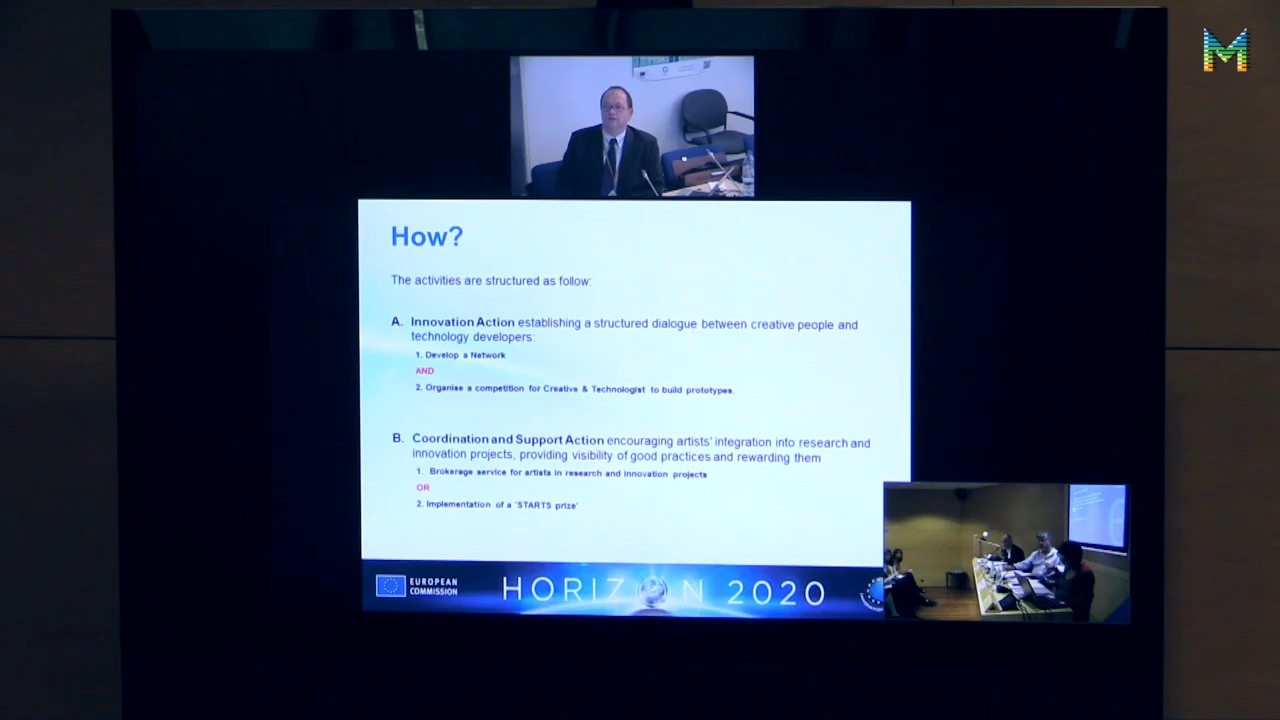 M
How?
The activities are structured as follow:
A. Innovation Action establishing a structured dialogue between creative people and
technology developers:
1. Develop a Network
AND
2. Organise a competition for Creative & Technologist to build prototypes.
B. Coordination and Support Action encouraging artists' integration into research and
innovation projects, providing visibility of good practices and rewarding them
1. Brokerage service for artists in research and innovation projects
OR
2. Implementation of a 'STARTS prize'
EUROPEAN
COMMISSION
HORIZON 2020